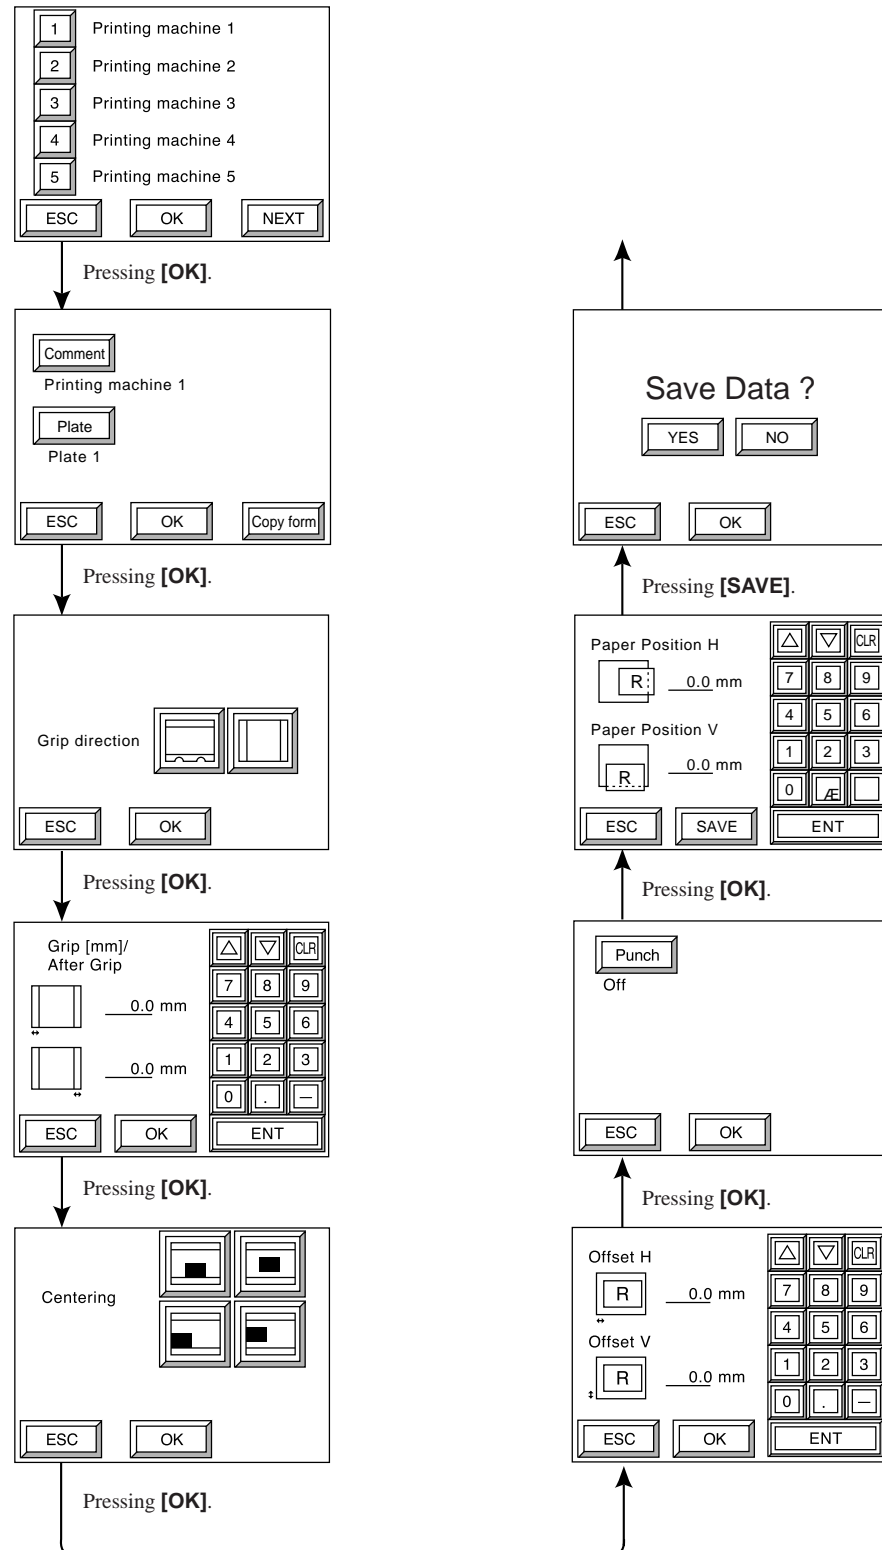 1 Printing machine 1
2 Printing machine 2
3 Printing machine 3
4 Printing machine 4
5 Printing machine 5
ESC OK NEXT
Pressing [OK].
Comment
Printing machine 1
Plate
Plate 1
ESC OK Copy form
Pressing [OK].
Grip direction
ESC OK
Pressing [OK].
Grip [mm]/
After Grip
0.0 mm
0.0 mm
CLR
7 8 9
4 5 6
1 2 3
0 . —
ESC OK ENT
Pressing [OK].
Centering
ESC OK
Pressing [OK].
Save Data ?
YES NO
ESC OK
Pressing [SAVE].
Paper Position H
R 0.0 mm
Paper Position V
R 0.0 mm
CLR
7 8 9
4 5 6
1 2 3
0 Æ
ESC SAVE ENT
Pressing [OK].
Punch
Off
ESC OK
Pressing [OK].
Offset H
R 0.0 mm
Offset V
R 0.0 mm
CLR
7 8 9
4 5 6
1 2 3
0 . —
ESC OK ENT